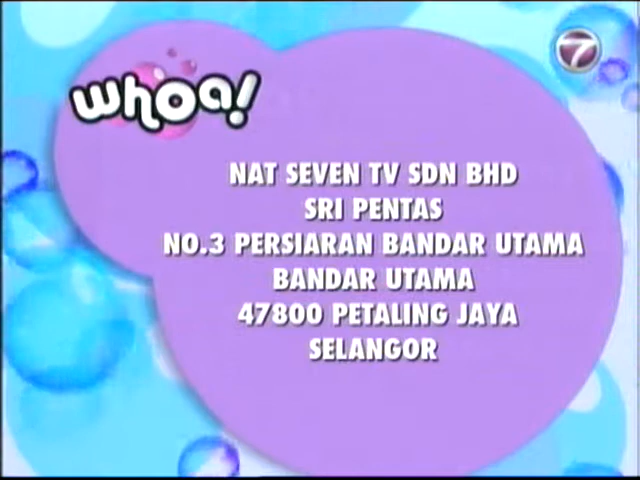 whoa!
7
NAT SEVEN TV SDN BHD
SRI PENTAS
NO.3 PERSIARAN BANDAR UTAMA
BANDAR UTAMA
47800 PETALING JAYA
SELANGOR